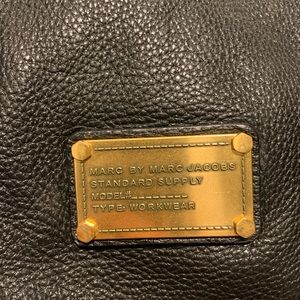 MARC BY MARC JACOBS
STANDARD SUPPLY
MODEL#
TYPE- WORKWEAR